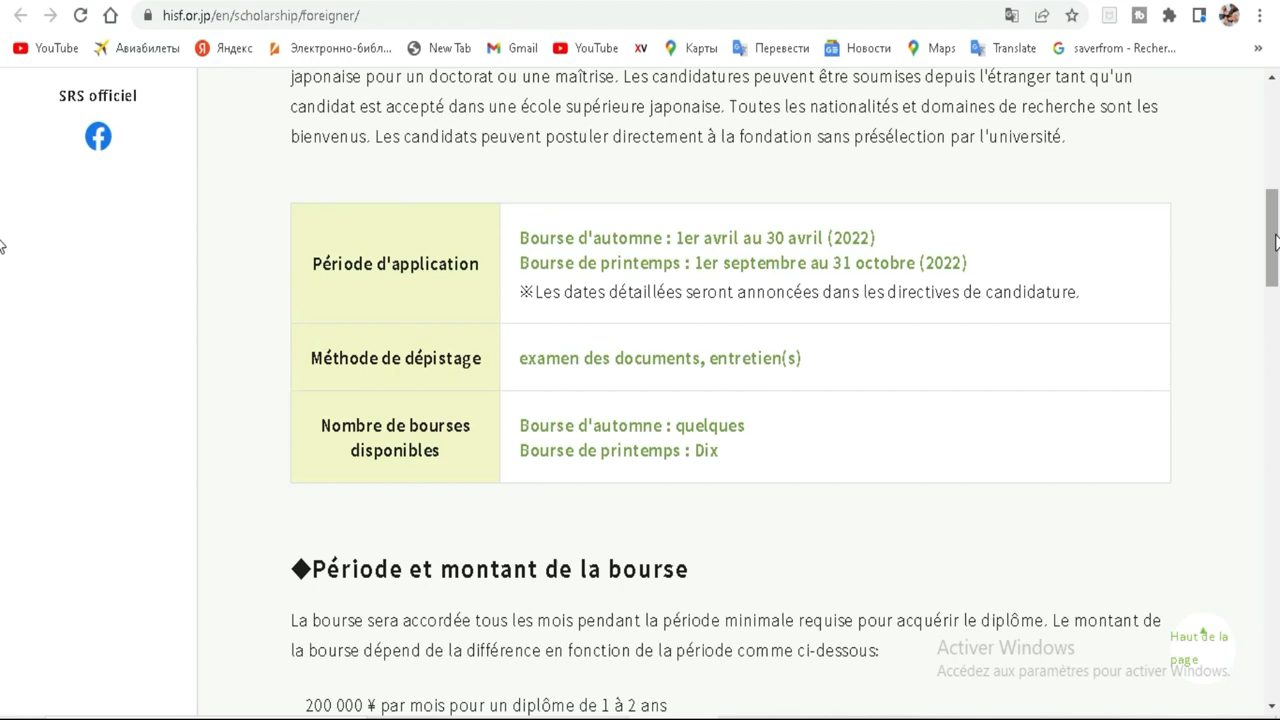 hisf.or.jp/en/scholarship/foreigner/
YouTube Авиабилеты Яндекс Электронно-библ... New Tab Gmail YouTube XV Карты Перевести Новости Maps Translate saverfrom - Recher... »
SRS officiel
japonaise pour un doctorat ou une maîtrise. Les candidatures peuvent être soumises depuis l'étranger tant qu'un
candidat est accepté dans une école supérieure japonaise. Toutes les nationalités et domaines de recherche sont les
bienvenus. Les candidats peuvent postuler directement à la fondation sans présélection par l'université.
Période d'application
Bourse d'automne : 1er avril au 30 avril (2022)
Bourse de printemps : 1er septembre au 31 octobre (2022)
※Les dates détaillées seront annoncées dans les directives de candidature.
Méthode de dépistage
examen des documents, entretien(s)
Nombre de bourses
disponibles
Bourse d'automne : quelques
Bourse de printemps : Dix
◆Période et montant de la bourse
La bourse sera accordée tous les mois pendant la période minimale requise pour acquérir le diplôme. Le montant de
la bourse dépend de la différence en fonction de la période comme ci-dessous:
200 000 ¥ par mois pour un diplôme de 1 à 2 ans
Haut de la
page
Activer Windows
Accédez aux paramètres pour activer Windows.